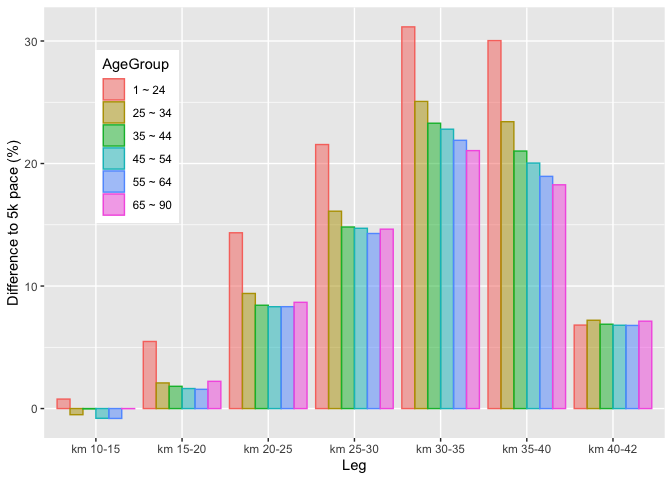 AgeGroup
1 ~ 24
25 ~ 34
35 ~ 44
45 ~ 54
55 ~ 64
65 ~ 90
30
20
10
0
Difference to 5k pace (%)
km 10-15 km 15-20 km 20-25 km 25-30 km 30-35 km 35-40 km 40-42
Leg